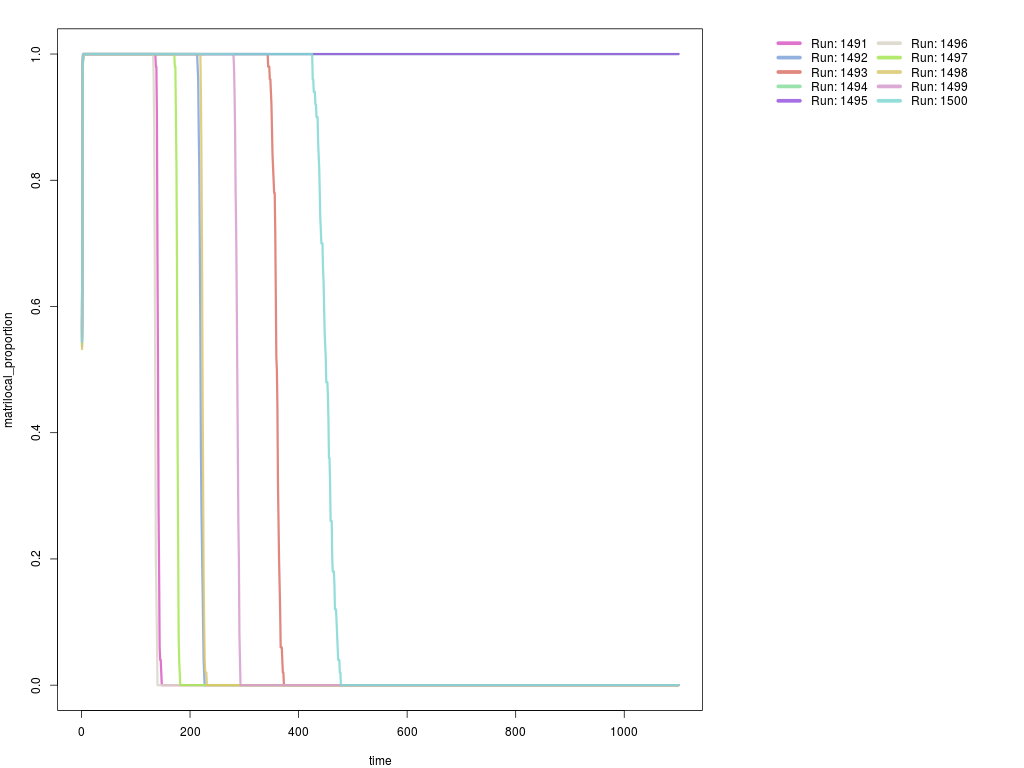 Run: 1491 Run: 1496
Run: 1492 Run: 1497
Run: 1493 Run: 1498
Run: 1494 Run: 1499
Run: 1495 Run: 1500
matrilocal_proportion
1.0
0.8
0.6
0.4
0.2
0.0
0 200 400 600 800 1000
time